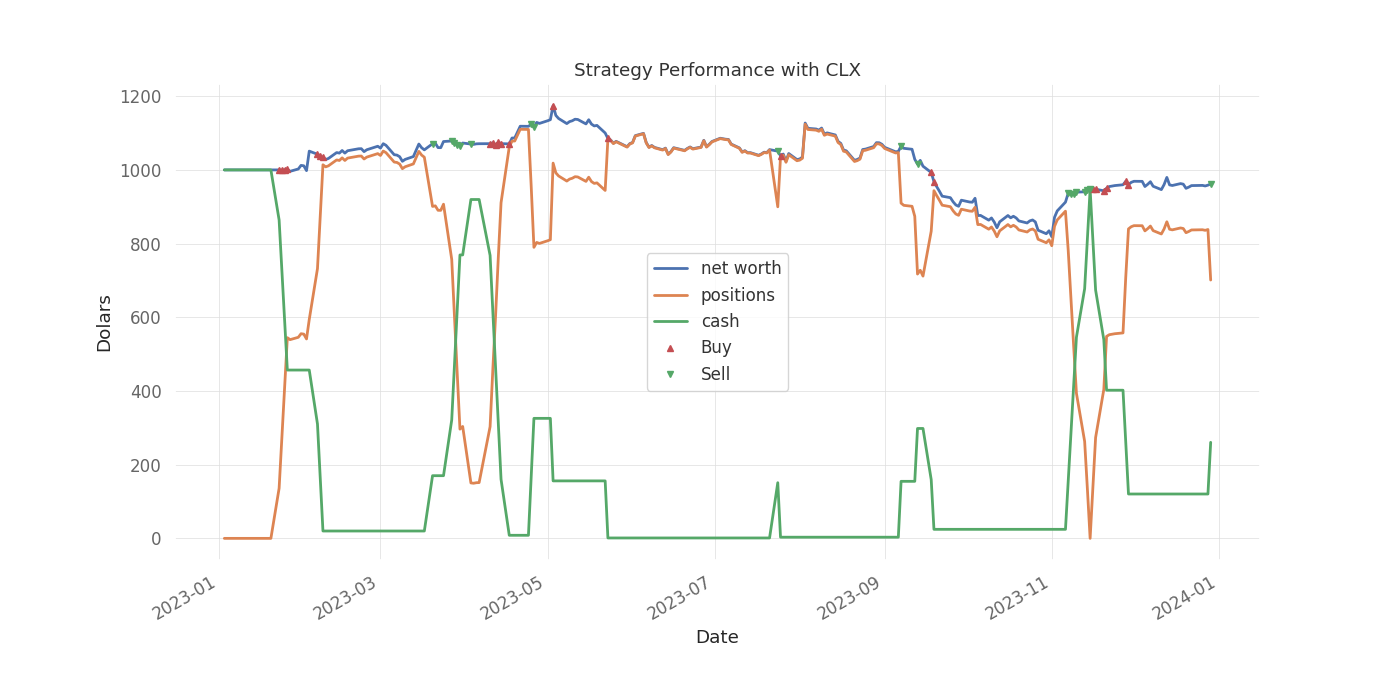 Strategy Performance with CLX
1200
1000
800
600
400
200
0
Dolars
net worth
positions
cash
Buy
Sell
2023-01
2023-03
2023-05
2023-07
2023-09
2023-11
2024-01
Date